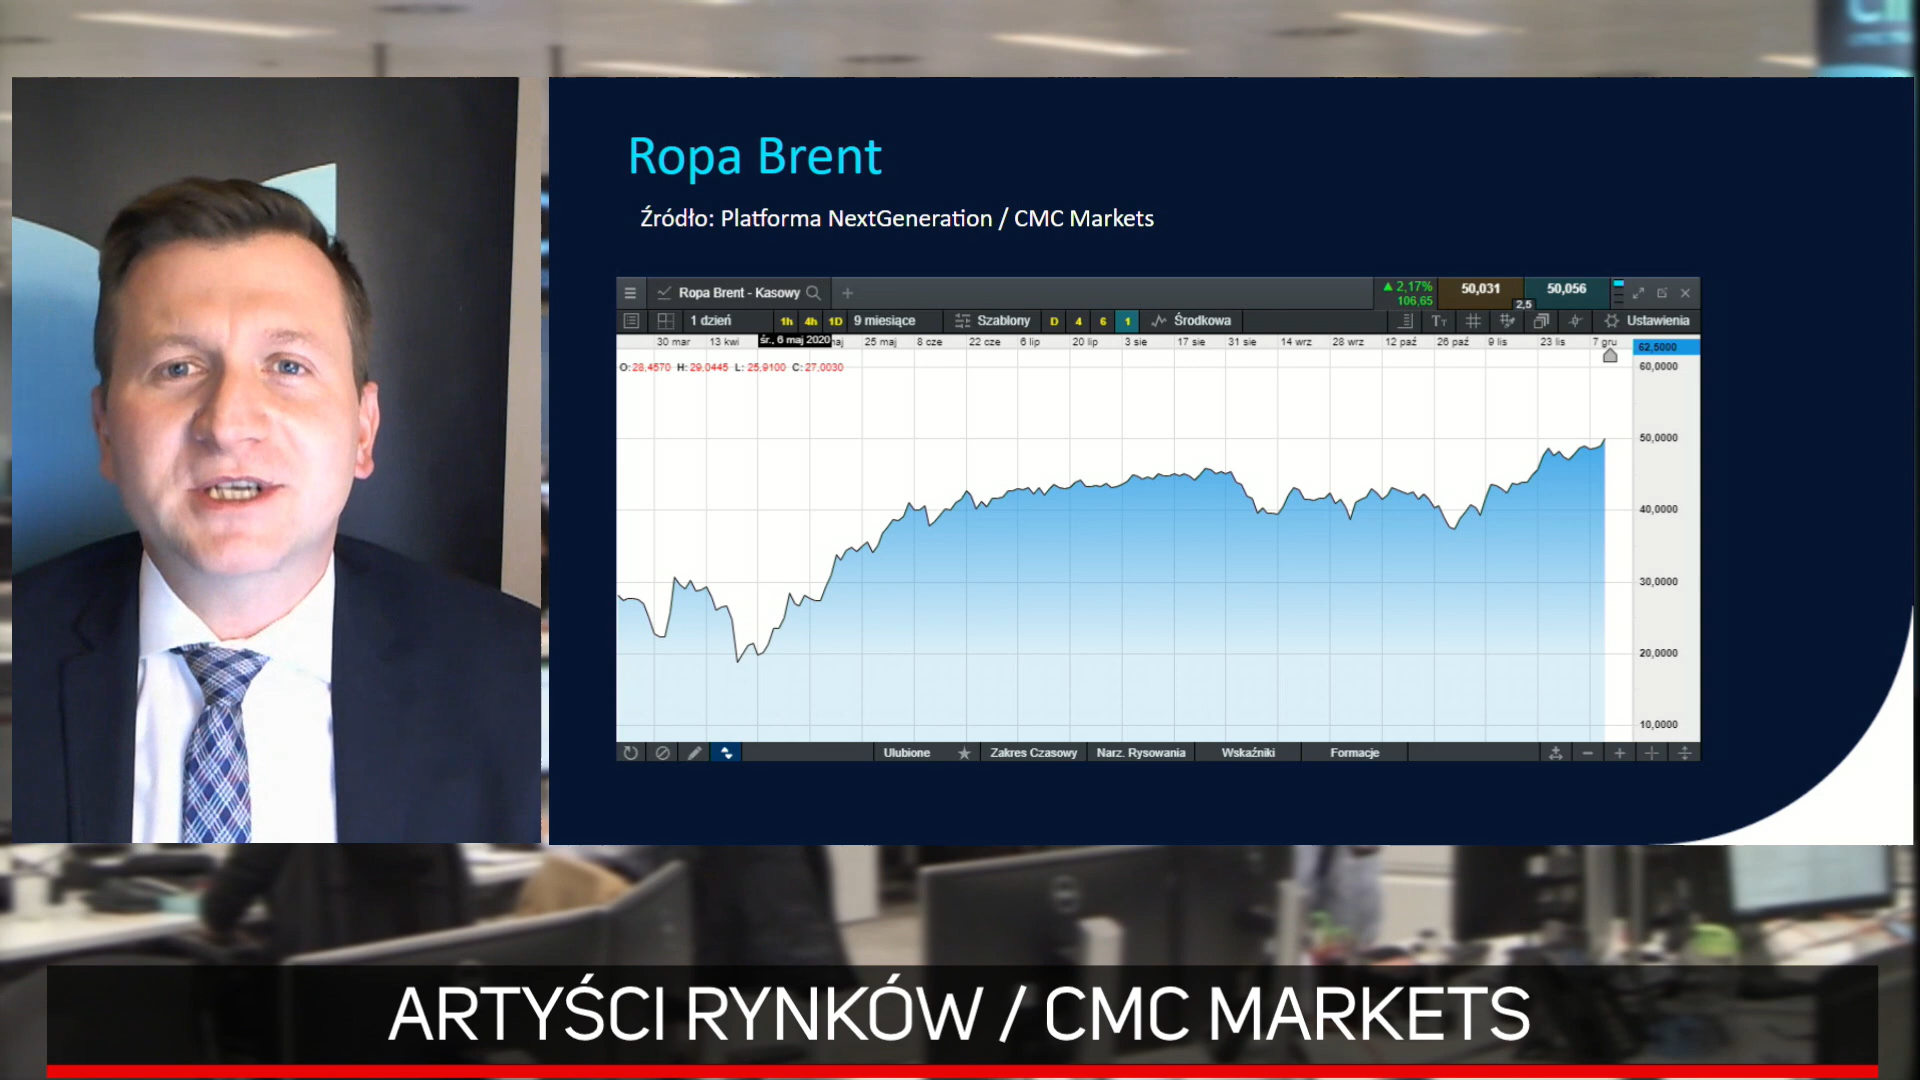 Ropa Brent
Źródło: Platforma NextGeneration / CMC Markets
Ropa Brent - Kasowy
2,17%
106,65
50,031
2,5
50,056
1 dzień 1h 4h 1D 9 miesiące Szablony D 4 6 1 Środkowa Ustawienia
30 mar 13 kwi śr., 6 maj 2020 25 maj 8 cze 22 cze 6 lip 20 lip 3 sie 17 sie 31 sie 14 wrz 28 wrz 12 paź 26 paź 9 lis 23 lis 7 gru
62,5000
O:28,4570 H:29,0445 L:25,9100 C:27,0030
60,0000
50,0000
40,0000
30,0000
20,0000
10,0000
Ulubione Zakres Czasowy Narz. Rysowania Wskaźniki Formacje
ARTYŚCI RYNKÓW / CMC MARKETS